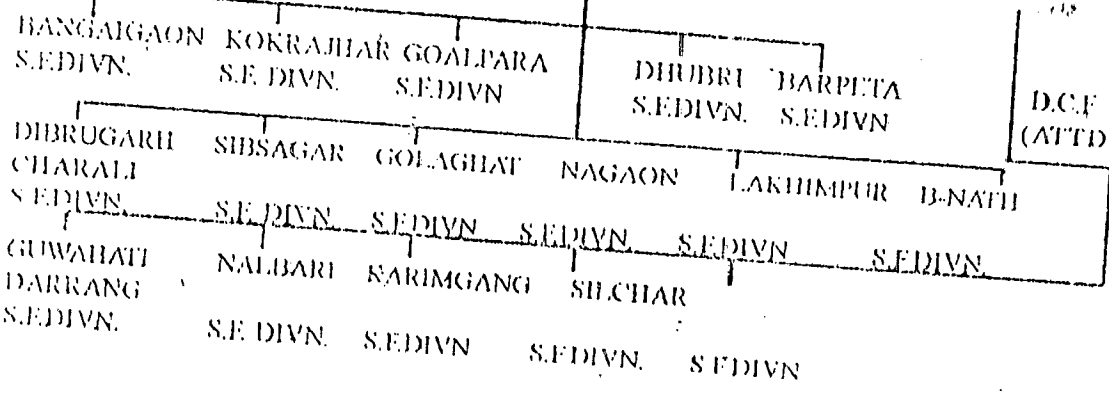 BANGAIGAON KOKRAJHAR GOALPARA DHUBRI BARPETA
S.F.DIVN. S.F. DIVN. S.F.DIVN S.F.DIVN. S.F.DIVN
D.C.F
(ATTD
DIBRUGARH SIBSAGAR GOLAGHAT NAGAON LAKHIMPUR B-NATH
CHARALI
S.F.DIVN. S.F. DIVN. S.F.DIVN S.F.DIVN. S.F.DIVN S.F.DIVN.
GUWAHATI NALBARI KARIMGANG SILCHAR
DARRANG
S.F.DIVN. S.F. DIVN. S.F.DIVN S.F.DIVN. S.F.DIVN